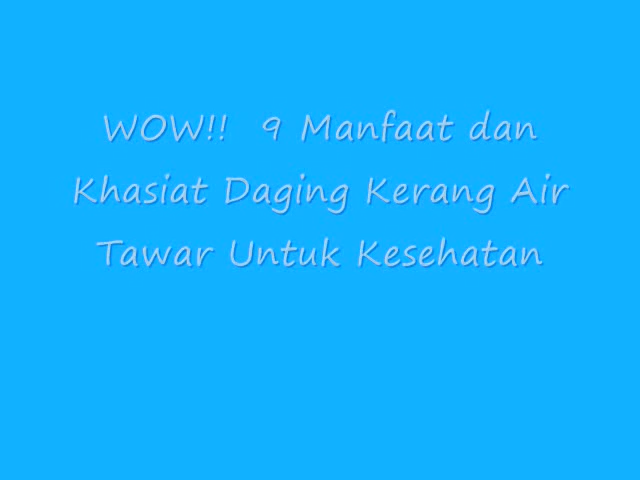 WOW!! 9 Manfaat dan
Khasiat Daging Kerang Air
Tawar Untuk Kesehatan